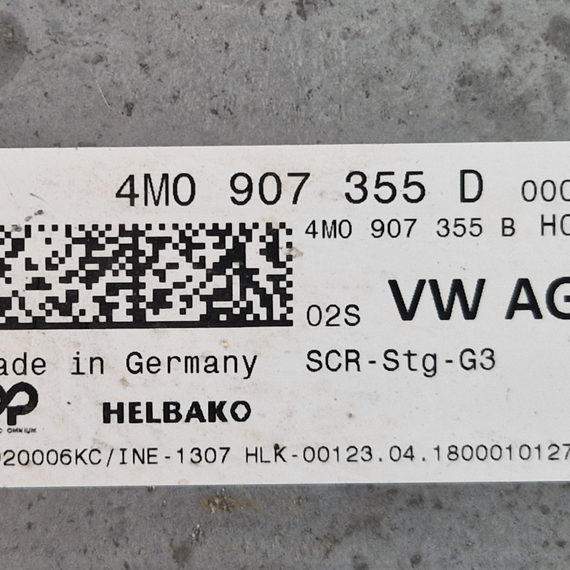 4M0 907 355 D 000
4M0 907 355 B H0
02S VW AG
ade in Germany SCR-Stg-G3
HELBAKO
020006KC/INE-1307 HLK-00123.04.1800010127